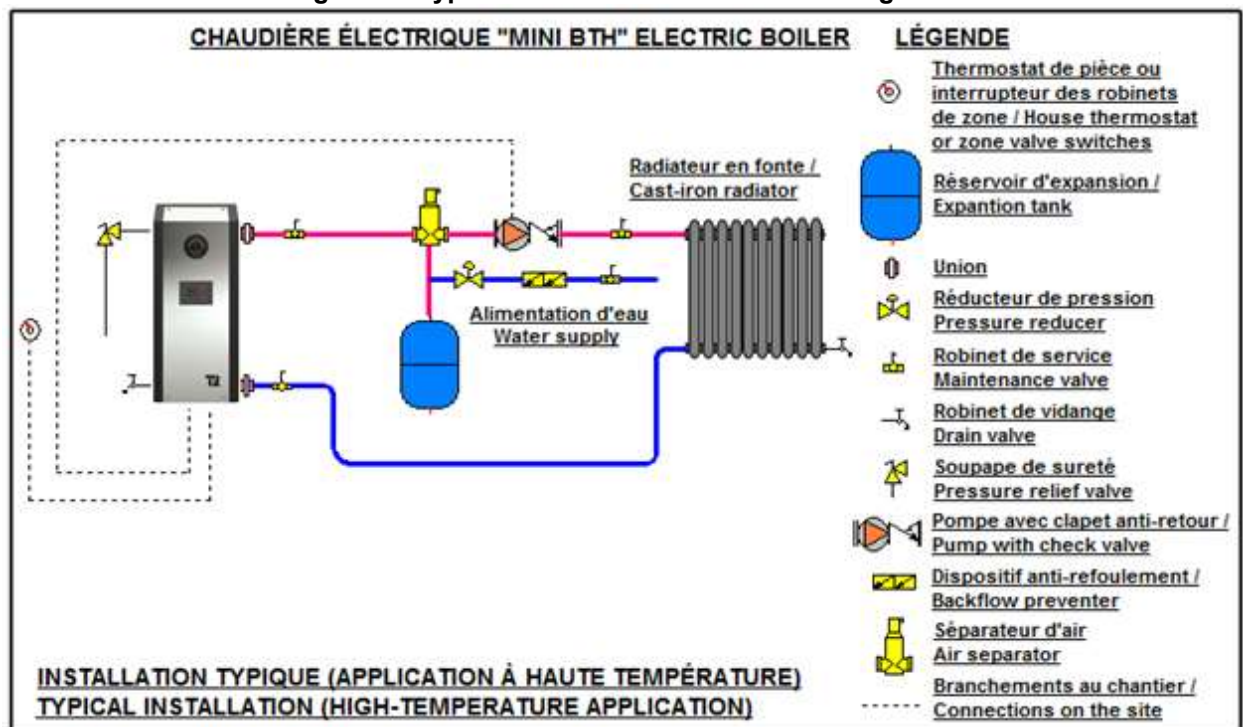 CHAUDIÈRE ÉLECTRIQUE "MINI BTH" ELECTRIC BOILER
LÉGENDE
Thermostat de pièce ou
interrupteur des robinets
de zone / House thermostat
or zone valve switches
Réservoir d'expansion /
Expantion tank
Union
Réducteur de pression
Pressure reducer
Robinet de service
Maintenance valve
Robinet de vidange
Drain valve
Soupape de sureté
Pressure relief valve
Pompe avec clapet anti-retour /
Pump with check valve
Dispositif anti-refoulement /
Backflow preventer
Séparateur d'air
Air separator
Branchements au chantier /
Connections on the site
Radiateur en fonte /
Cast-iron radiator
Alimentation d'eau
Water supply
INSTALLATION TYPIQUE (APPLICATION À HAUTE TEMPÉRATURE)
TYPICAL INSTALLATION (HIGH-TEMPERATURE APPLICATION)